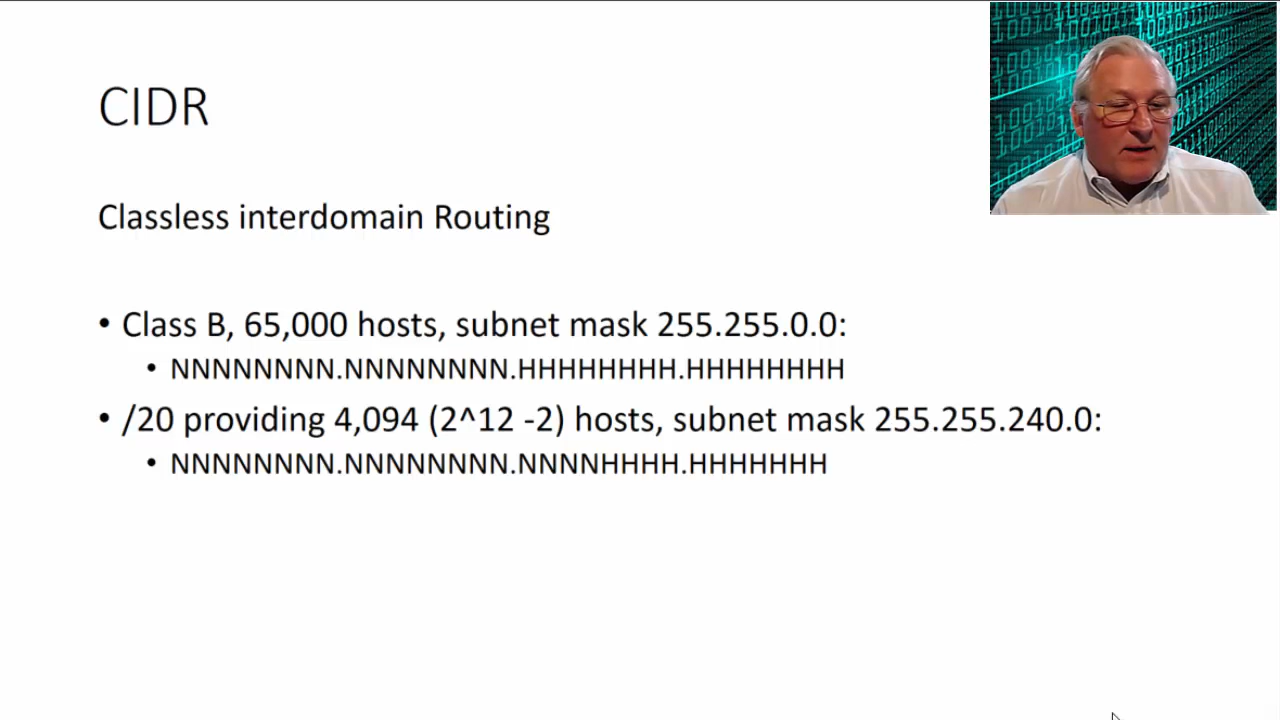 CIDR
Classless interdomain Routing
• Class B, 65,000 hosts, subnet mask 255.255.0.0:
• NNNNNNNN.NNNNNNNN.HHHHHHHH.HHHHHHHH
• /20 providing 4,094 (2^12 -2) hosts, subnet mask 255.255.240.0:
• NNNNNNNN.NNNNNNNN.NNNNHHHH.HHHHHHH